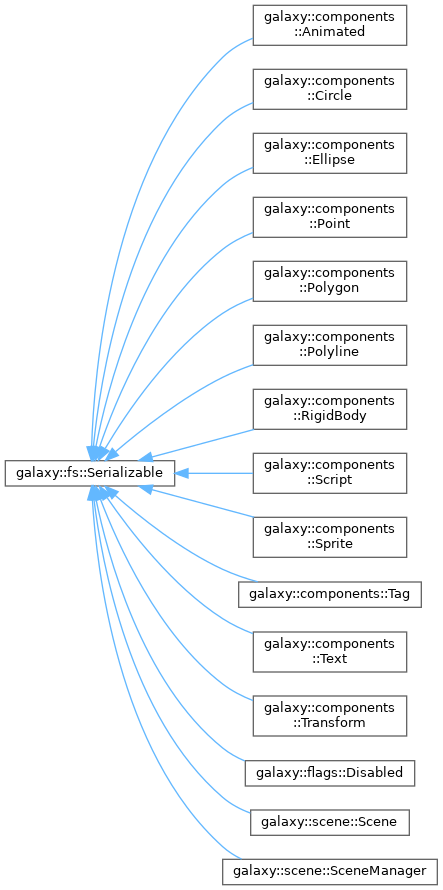 galaxy::components
::Animated
galaxy::components
::Circle
galaxy::components
::Ellipse
galaxy::components
::Point
galaxy::components
::Polygon
galaxy::components
::Polyline
galaxy::components
::RigidBody
galaxy::fs::Serializable
galaxy::components
::Script
galaxy::components
::Sprite
galaxy::components::Tag
galaxy::components
::Text
galaxy::components
::Transform
galaxy::flags::Disabled
galaxy::scene::Scene
galaxy::scene::SceneManager